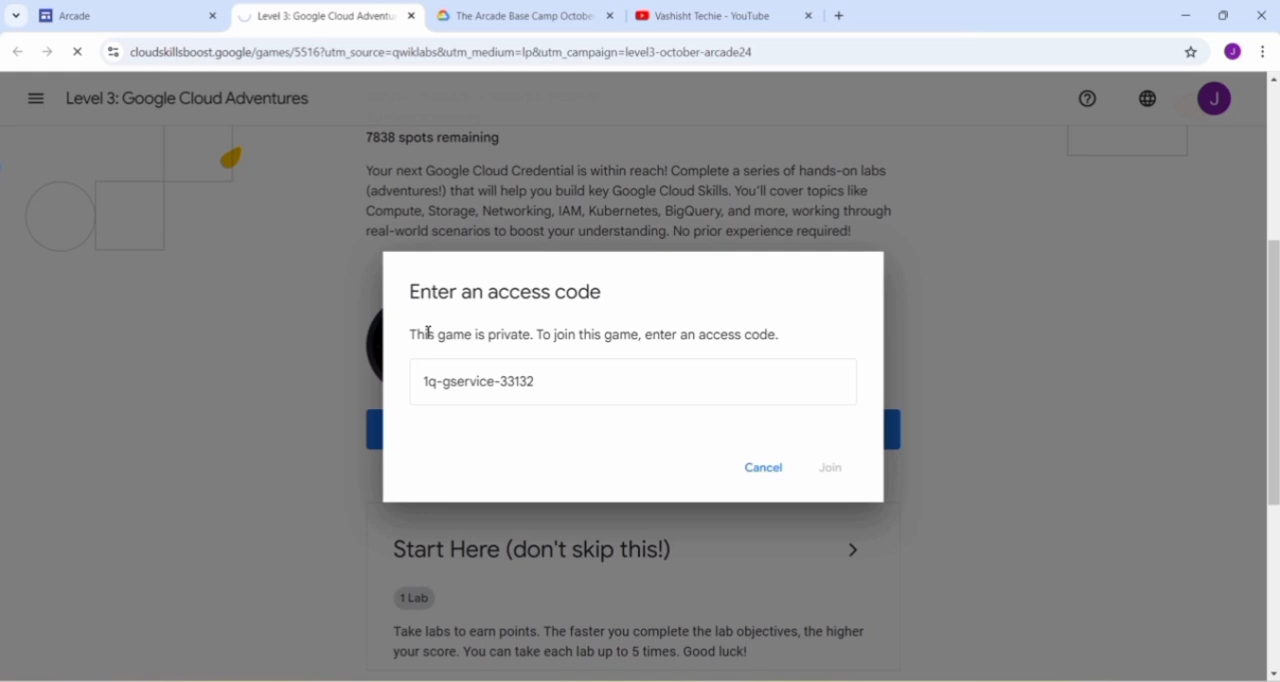 Arcade
Level 3: Google Cloud Adventu
The Arcade Base Camp Octobe
Vashisht Techie - YouTube
cloudskillsboost.google/games/5516?utm_source=qwiklabs&utm_medium=lp&utm_campaign=level3-october-arcade24
Level 3: Google Cloud Adventures
J
J
7838 spots remaining
Your next Google Cloud Credential is within reach! Complete a series of hands-on labs
(adventures!) that will help you build key Google Cloud Skills. You'll cover topics like
Compute, Storage, Networking, IAM, Kubernetes, BigQuery, and more, working through
real-world scenarios to boost your understanding. No prior experience required!
Enter an access code
This game is private. To join this game, enter an access code.
1q-gservice-33132
Cancel Join
Start Here (don't skip this!)
1 Lab
Take labs to earn points. The faster you complete the lab objectives, the higher
your score. You can take each lab up to 5 times. Good luck!